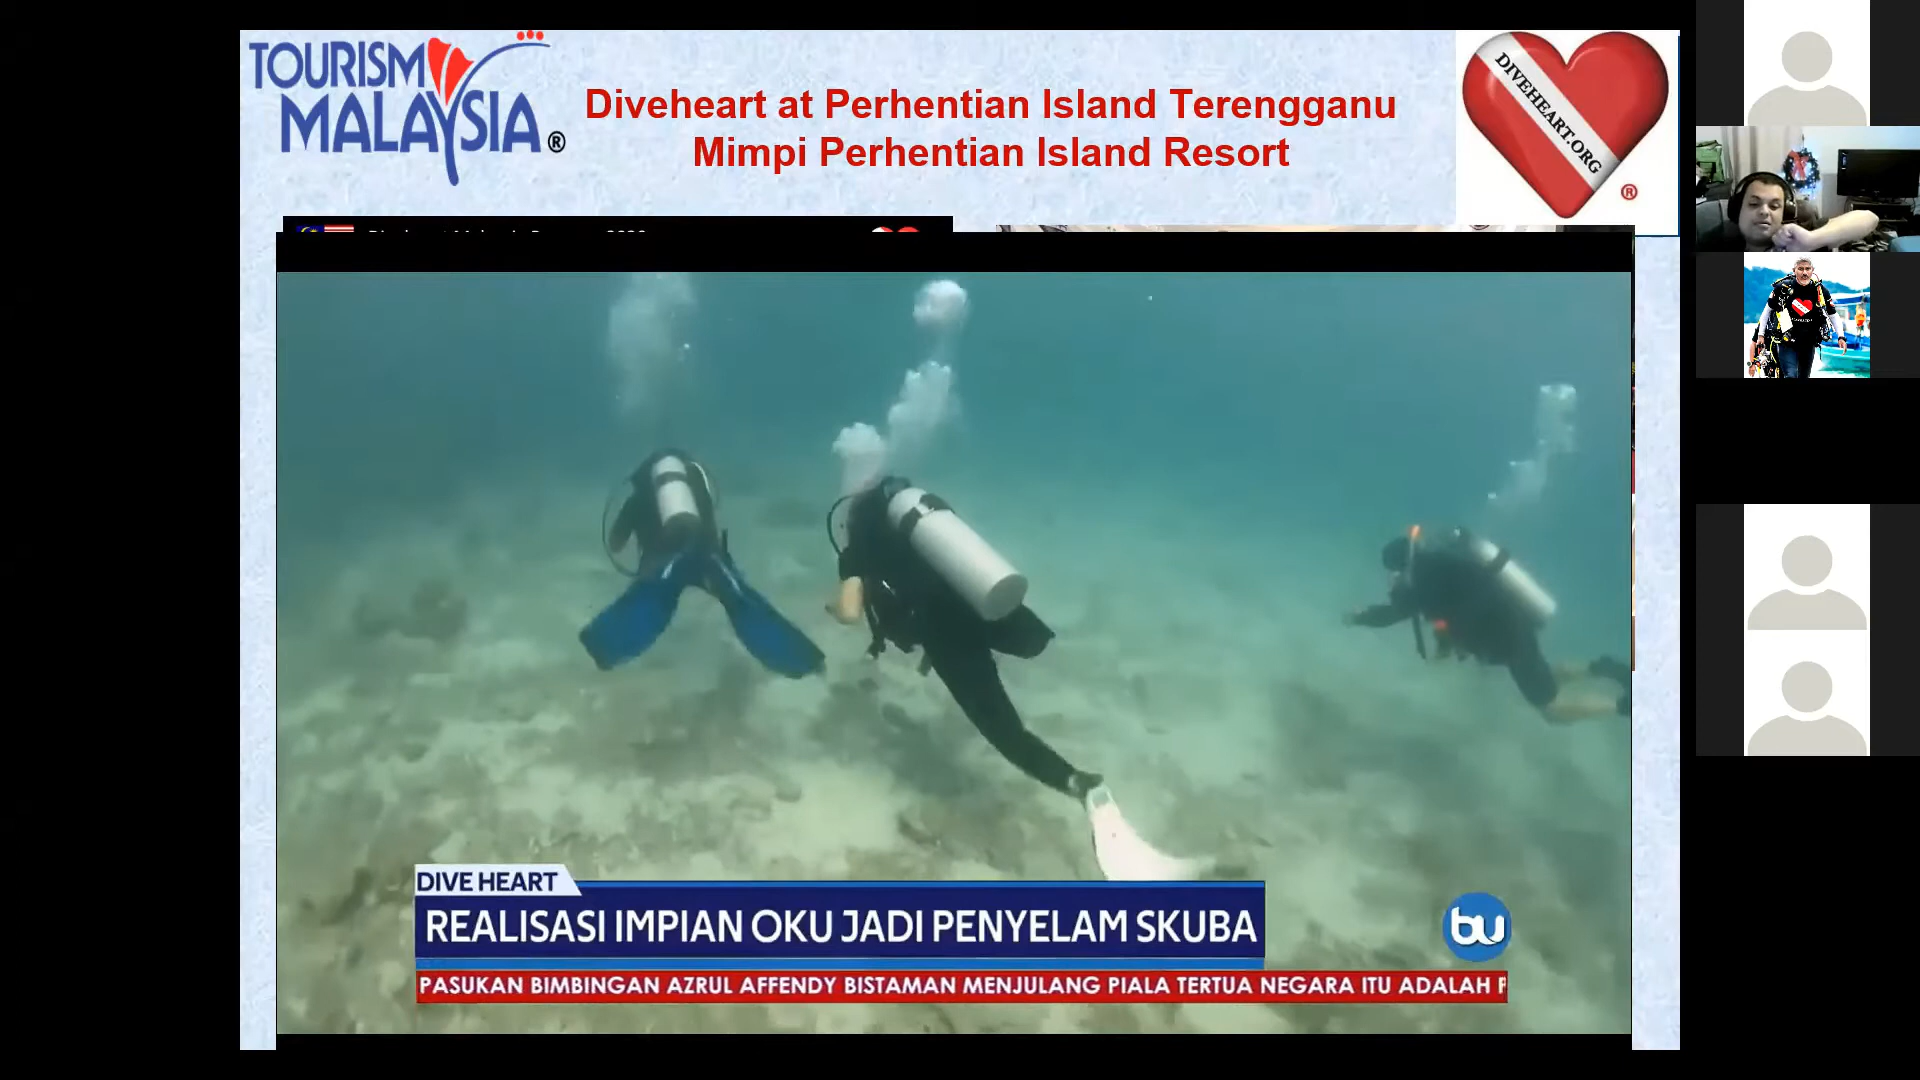 TOURISM
MALAYSIA®
Diveheart at Perhentian Island Terengganu
Mimpi Perhentian Island Resort
DIVEHEART.ORG
®
DIVE HEART
REALISASI IMPIAN OKU JADI PENYELAM SKUBA
bu
PASUKAN BIMBINGAN AZRUL AFFENDY BISTAMAN MENJULANG PIALA TERTUA NEGARA ITU ADALAH